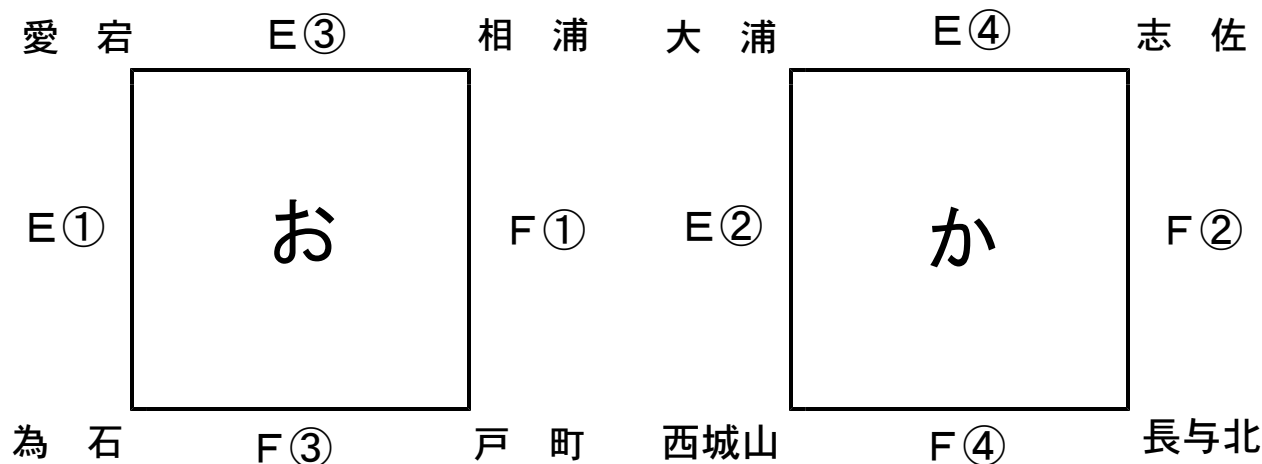 愛　宕　E③　相　浦　大　浦　E④　志　佐
E①　お　F①　E②　か　F②
為　石　F③　戸　町　西城山　F④　長与北